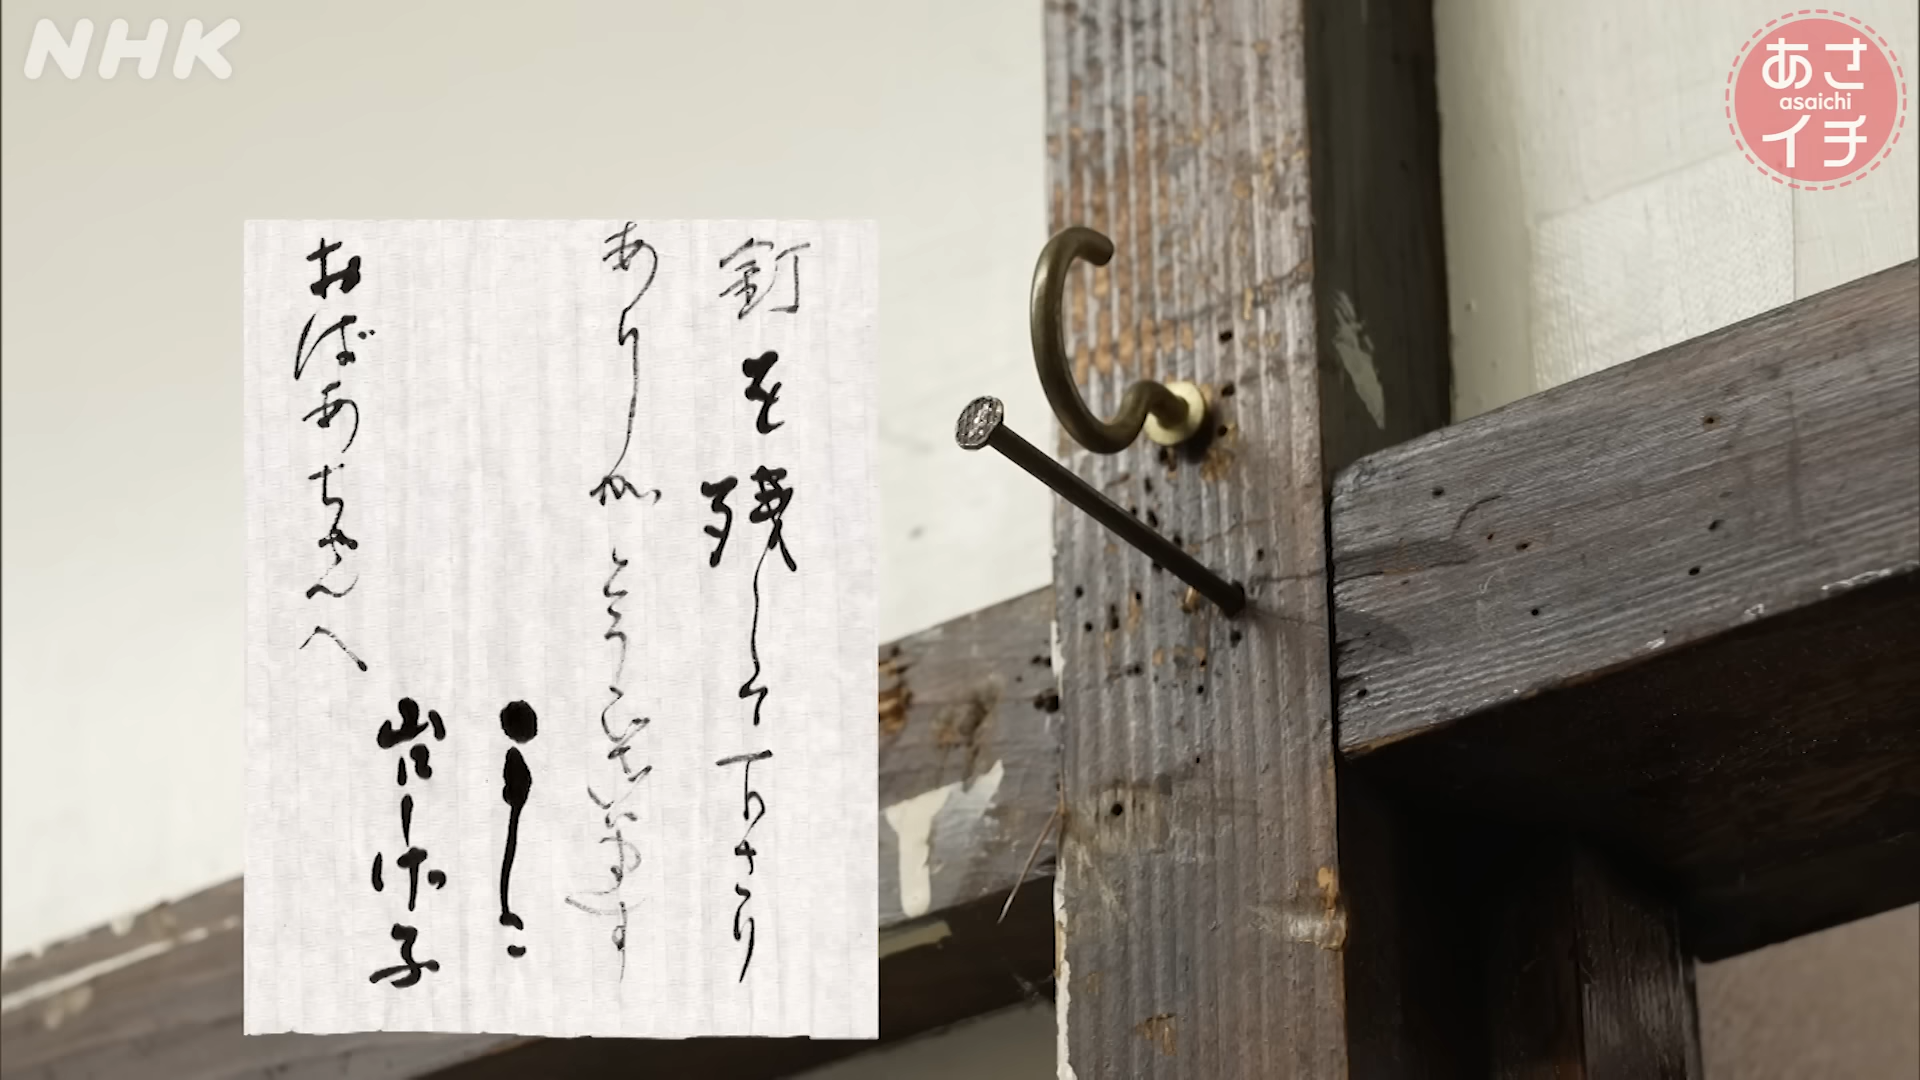 NHK
あさ
asaichi
イチ
釘を残して下さり
ありがとうございます
おばあちゃんへ